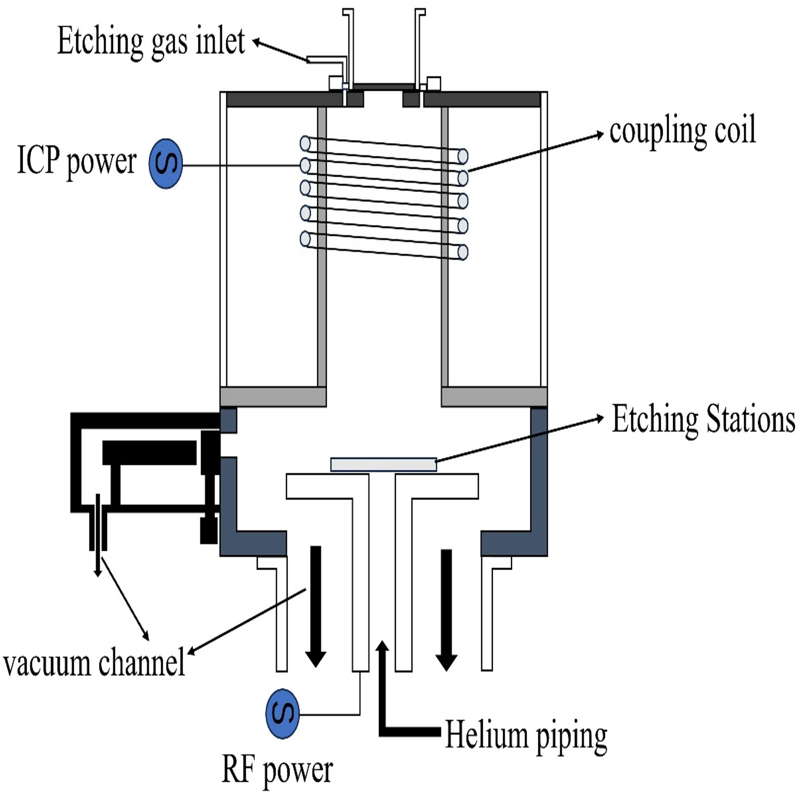 Etching gas inlet
ICP power
S
coupling coil
Etching Stations
vacuum channel
S
RF power
Helium piping